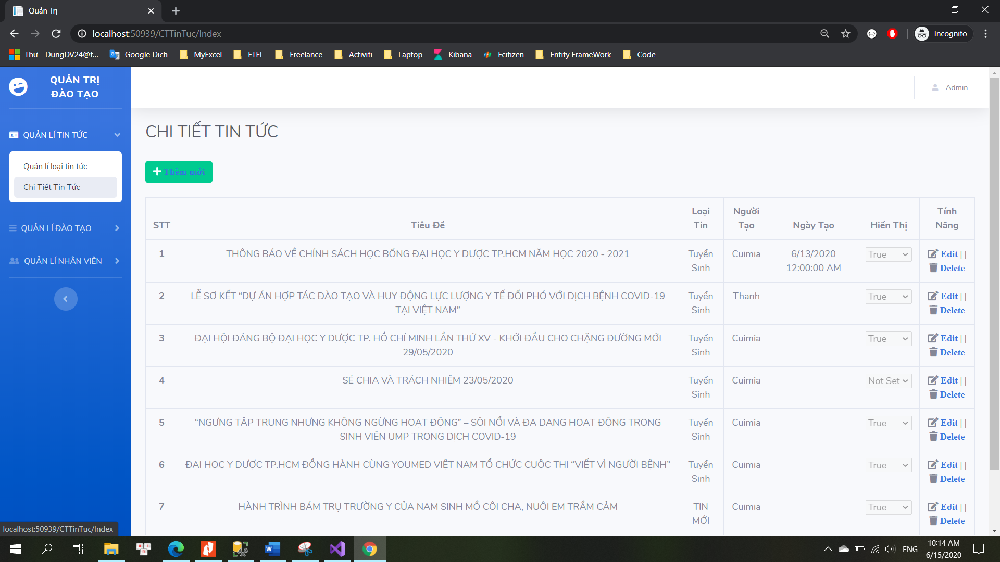 Quản Trị
localhost:50939/CTTinTuc/Index
Incognito
Thư - DungDV24@f...
Google Dịch
MyExcel
FTEL
Freelance
Activiti
Laptop
Kibana
Fcitizen
Entity FrameWork
Code
QUẢN TRỊ
ĐÀO TẠO
Admin
QUẢN LÍ TIN TỨC
Quản lí loại tin tức
Chi Tiết Tin Tức
QUẢN LÍ ĐÀO TẠO
QUẢN LÍ NHÂN VIÊN
CHI TIẾT TIN TỨC
Thêm mới
STT Tiêu Đề Loại Tin Người Tạo Ngày Tạo Hiển Thị Tính Năng
1 THÔNG BÁO VỀ CHÍNH SÁCH HỌC BỔNG ĐẠI HỌC Y DƯỢC TP.HCM NĂM HỌC 2020 - 2021 Tuyển Cuimia 6/13/2020 True Edit ||
Sinh 12:00:00 AM Delete
2 LỄ SƠ KẾT “DỰ ÁN HỢP TÁC ĐÀO TẠO VÀ HUY ĐỘNG LỰC LƯỢNG Y TẾ ĐỐI PHÓ VỚI DỊCH BỆNH COVID-19 Tuyển Thanh True Edit ||
TẠI VIỆT NAM” Sinh Delete
3 ĐẠI HỘI ĐẢNG BỘ ĐẠI HỌC Y DƯỢC TP. HỒ CHÍ MINH LẦN THỨ XV - KHỞI ĐẦU CHO CHẶNG ĐƯỜNG MỚI Tuyển Cuimia True Edit ||
29/05/2020 Sinh Delete
4 SẺ CHIA VÀ TRÁCH NHIỆM 23/05/2020 Tuyển Cuimia Not Set Edit ||
Sinh Delete
5 “NGƯNG TẬP TRUNG NHƯNG KHÔNG NGỪNG HOẠT ĐỘNG” – SÔI NỔI VÀ ĐA DẠNG HOẠT ĐỘNG TRONG Tuyển Cuimia True Edit ||
SINH VIÊN UMP TRONG DỊCH COVID-19 Sinh Delete
6 ĐẠI HỌC Y DƯỢC TP.HCM ĐỒNG HÀNH CÙNG YOUMED VIỆT NAM TỔ CHỨC CUỘC THI “VIẾT VÌ NGƯỜI BỆNH” Tuyển Cuimia True Edit ||
Sinh Delete
7 HÀNH TRÌNH BÁM TRỤ TRƯỜNG Y CỦA NAM SINH MỒ CÔI CHA, NUÔI EM TRẦM CẢM TIN Cuimia True Edit ||
MỚI Delete
localhost:50939/CTTinTuc/Index
ENG
10:14 AM
6/15/2020